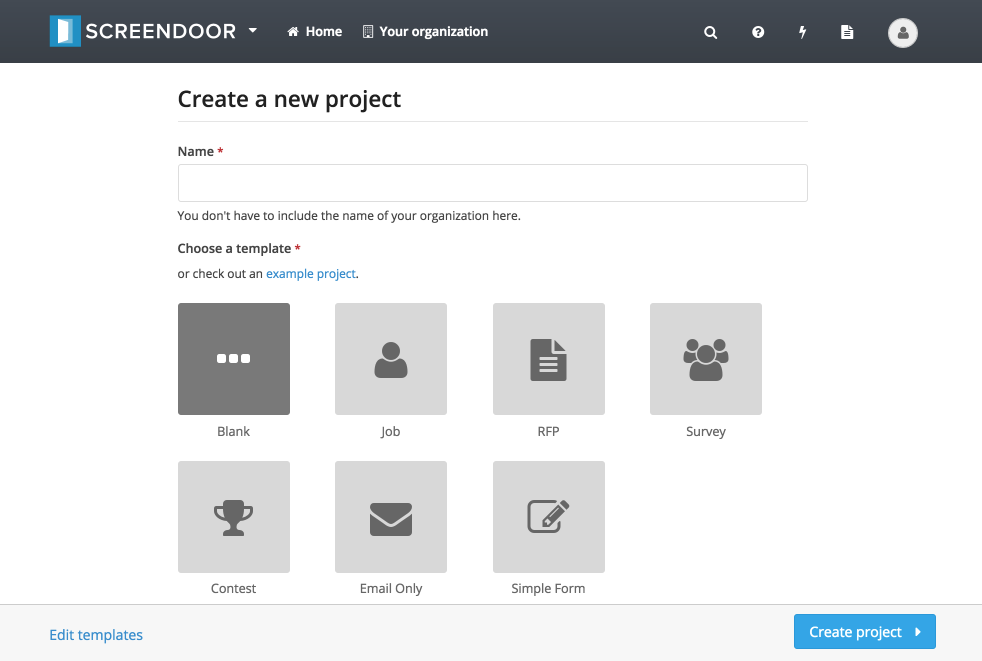 SCREENDOOR Home Your organization
Create a new project
Name *
You don't have to include the name of your organization here.
Choose a template *
or check out an example project.
Blank Job RFP Survey
Contest Email Only Simple Form
Edit templates Create project